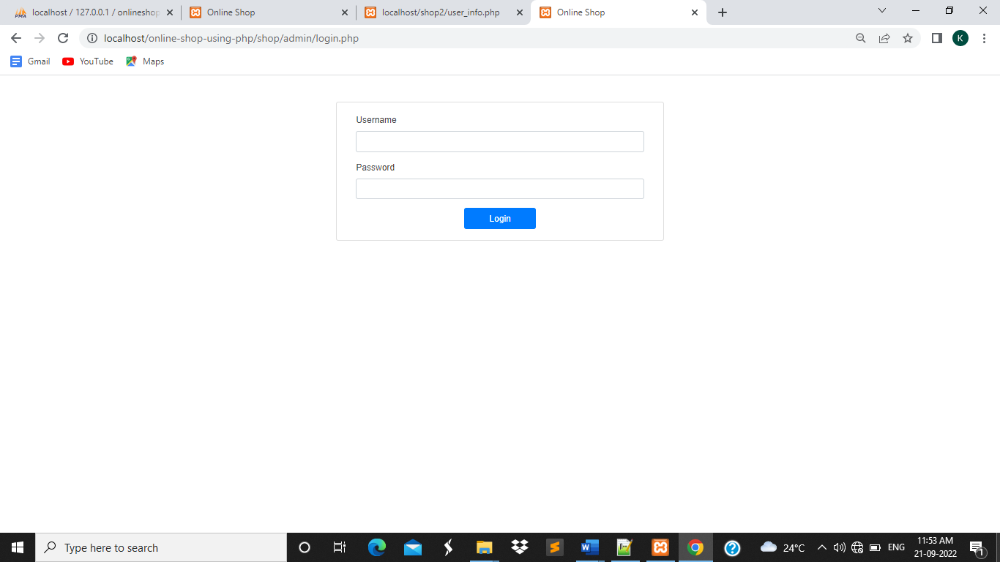 localhost / 127.0.0.1 / onlineshop
Online Shop
localhost/shop2/user_info.php
Online Shop
localhost/online-shop-using-php/shop/admin/login.php
K
Gmail
YouTube
Maps
Username
Password
Login
Type here to search
24°C
ENG
11:53 AM
21-09-2022
1